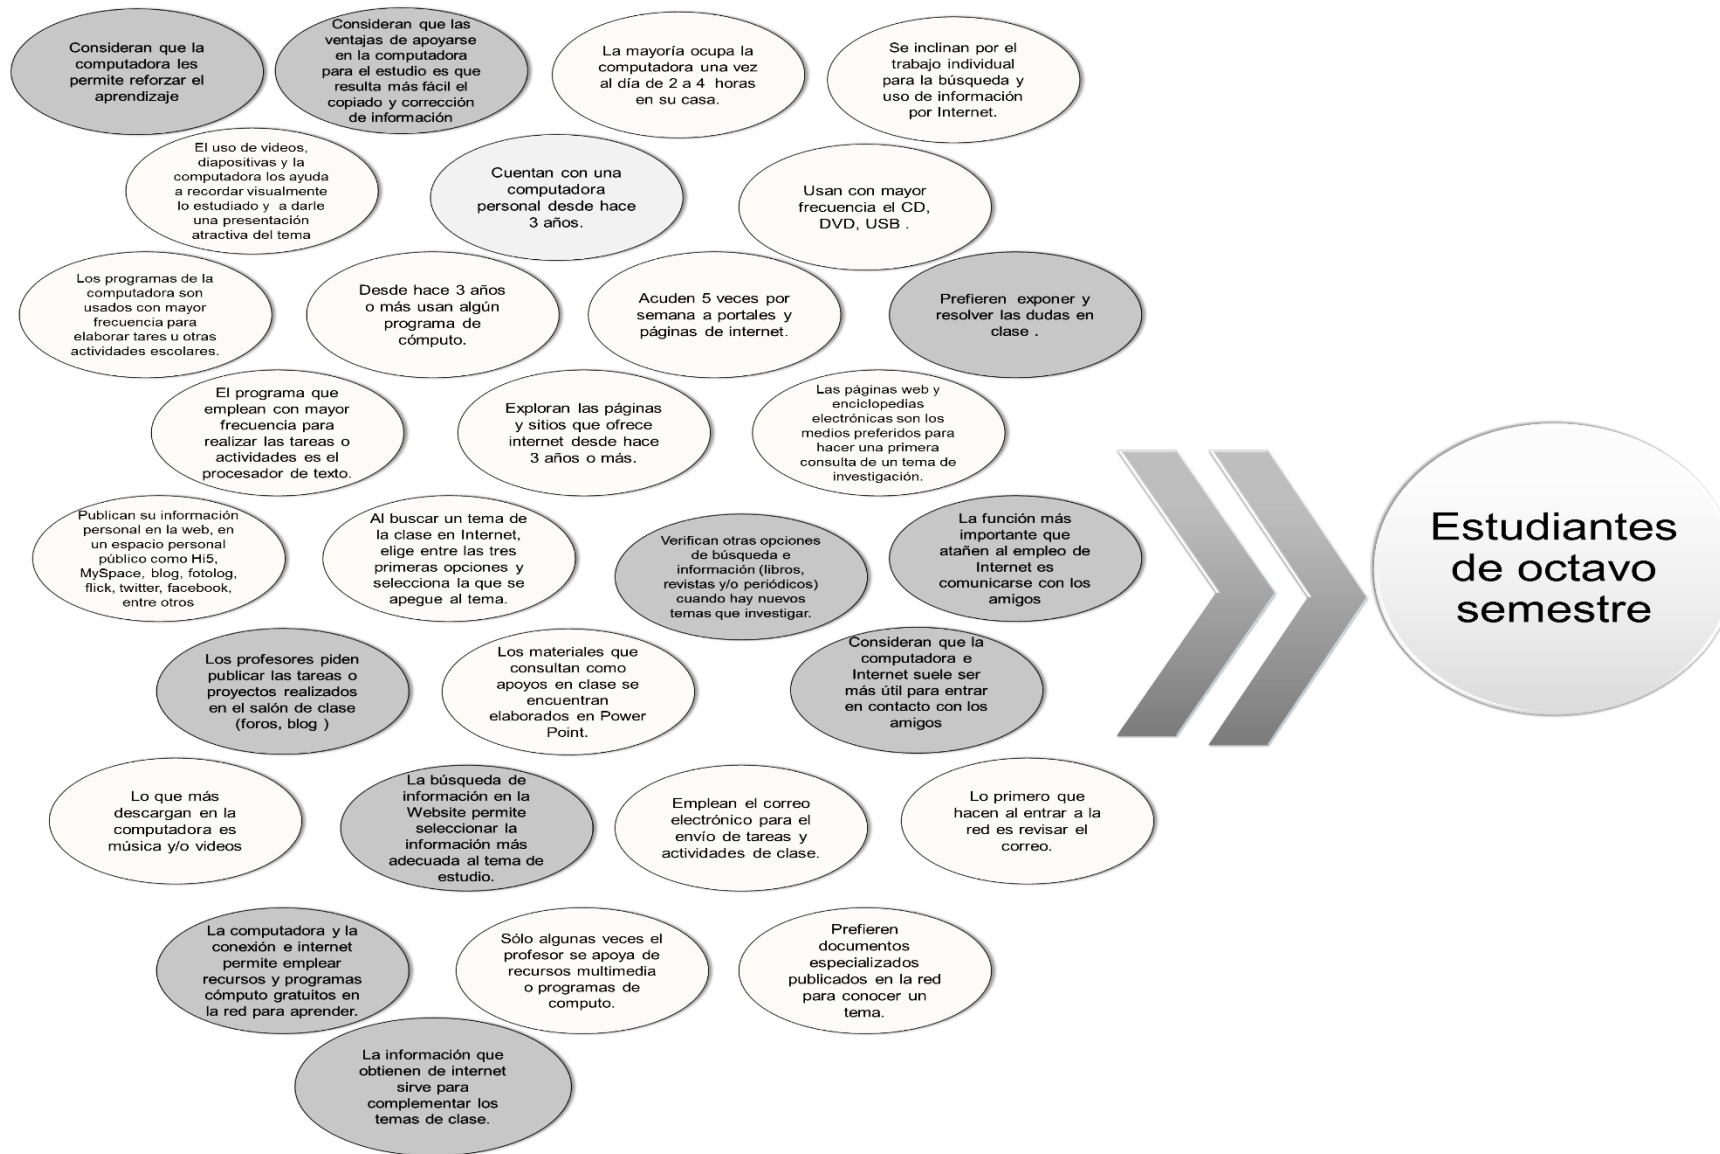 Consideran que la
computadora les
permite reforzar el
aprendizaje
Consideran que las
ventajas de apoyarse
en la computadora
para el estudio es que
resulta más fácil el
copiado y corrección
de información
La mayoría ocupa la
computadora una vez
al día de 2 a 4 horas
en su casa.
Se inclinan por el
trabajo individual
para la búsqueda y
uso de información
por Internet.
El uso de videos,
diapositivas y la
computadora los ayuda
a recordar visualmente
lo estudiado y a darle
una presentación
atractiva del tema
Cuentan con una
computadora
personal desde hace
3 años.
Usan con mayor
frecuencia el CD,
DVD, USB .
Los programas de la
computadora son
usados con mayor
frecuencia para
elaborar tares u otras
actividades escolares.
Desde hace 3 años
o más usan algún
programa de
cómputo.
Acuden 5 veces por
semana a portales y
páginas de internet.
Prefieren exponer y
resolver las dudas en
clase .
El programa que
emplean con mayor
frecuencia para
realizar las tareas o
actividades es el
procesador de texto.
Exploran las páginas
y sitios que ofrece
internet desde hace
3 años o más.
Las páginas web y
enciclopedias
electrónicas son los
medios preferidos para
hacer una primera
consulta de un tema de
investigación.
Publican su información
personal en la web, en
un espacio personal
público como Hi5,
MySpace, blog, fotolog,
flick, twitter, facebook,
entre otros
Al buscar un tema de
la clase en Internet,
elige entre las tres
primeras opciones y
selecciona la que se
apegue al tema.
Verifican otras opciones
de búsqueda e
información (libros,
revistas y/o periódicos)
cuando hay nuevos
temas que investigar.
La función más
importante que
atañen al empleo de
Internet es
comunicarse con los
amigos
Los profesores piden
publicar las tareas o
proyectos realizados
en el salón de clase
(foros, blog )
Los materiales que
consultan como
apoyos en clase se
encuentran
elaborados en Power
Point.
Consideran que la
computadora e
Internet suele ser
más útil para entrar
en contacto con los
amigos
Lo que más
descargan en la
computadora es
música y/o videos
La búsqueda de
información en la
Website permite
seleccionar la
información más
adecuada al tema de
estudio.
Emplean el correo
electrónico para el
envío de tareas y
actividades de clase.
Lo primero que
hacen al entrar a la
red es revisar el
correo.
La computadora y la
conexión e internet
permite emplear
recursos y programas
cómputo gratuitos en
la red para aprender.
Sólo algunas veces el
profesor se apoya de
recursos multimedia
o programas de
computo.
Prefieren
documentos
especializados
publicados en la red
para conocer un
tema.
La información que
obtienen de internet
sirve para
complementar los
temas de clase.
Estudiantes
de octavo
semestre